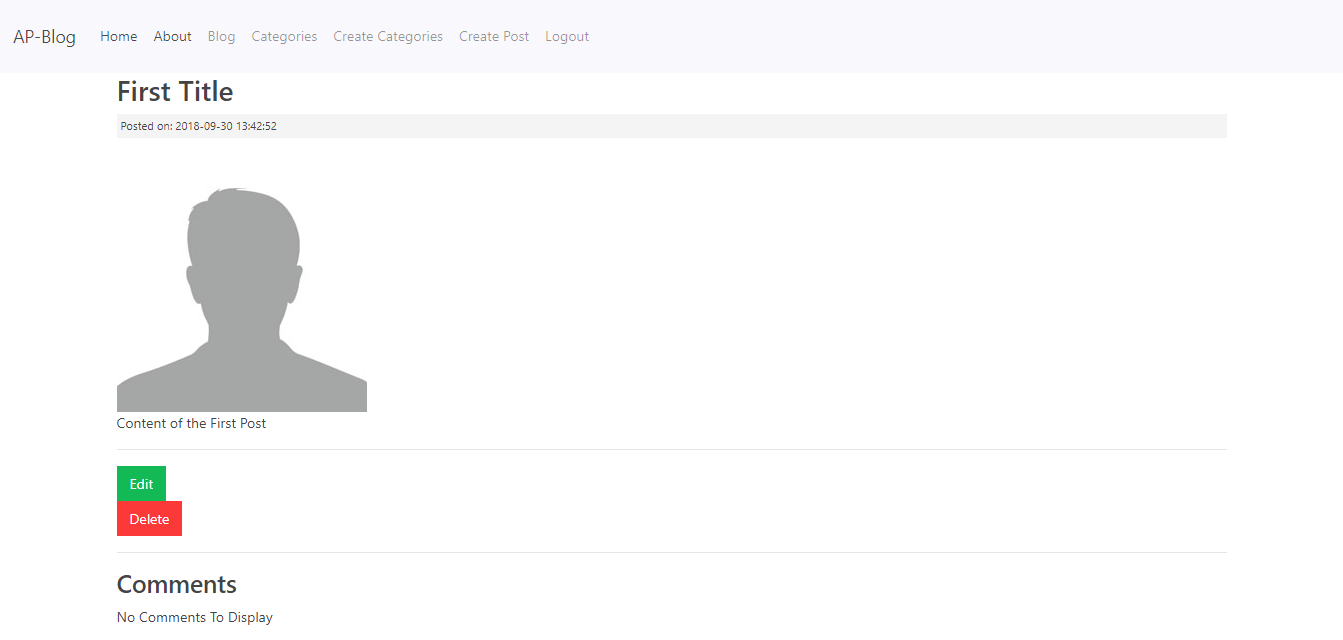 AP-Blog Home About Blog Categories Create Categories Create Post Logout
First Title
Posted on: 2018-09-30 13:42:52
Content of the First Post
Edit
Delete
Comments
No Comments To Display